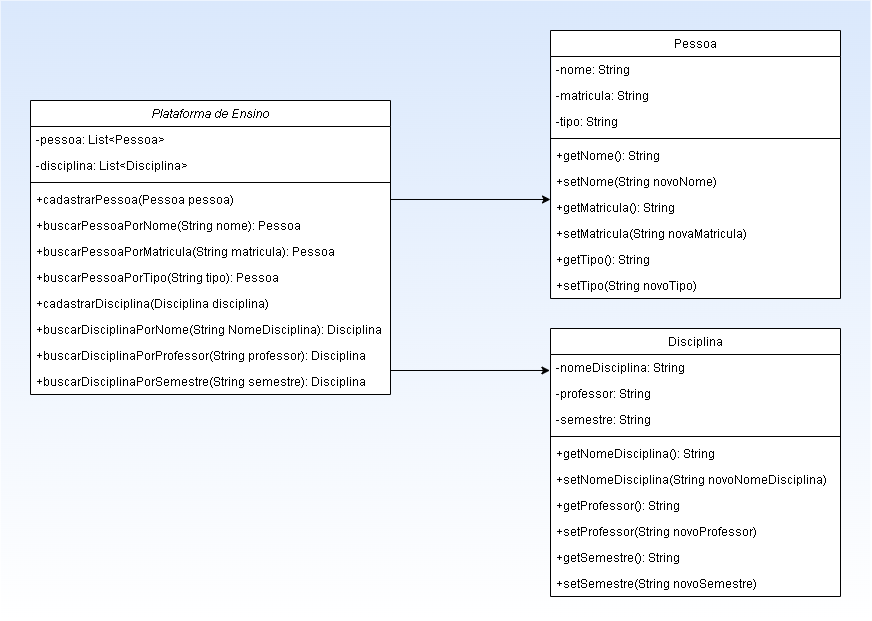 Plataforma de Ensino
-pessoa: List<Pessoa>
-disciplina: List<Disciplina>
+cadastrarPessoa(Pessoa pessoa)
+buscarPessoaPorNome(String nome): Pessoa
+buscarPessoaPorMatricula(String matricula): Pessoa
+buscarPessoaPorTipo(String tipo): Pessoa
+cadastrarDisciplina(Disciplina disciplina)
+buscarDisciplinaPorNome(String NomeDisciplina): Disciplina
+buscarDisciplinaPorProfessor(String professor): Disciplina
+buscarDisciplinaPorSemestre(String semestre): Disciplina
Pessoa
-nome: String
-matricula: String
-tipo: String
+getNome(): String
+setNome(String novoNome)
+getMatricula(): String
+setMatricula(String novaMatricula)
+getTipo(): String
+setTipo(String novoTipo)
Disciplina
-nomeDisciplina: String
-professor: String
-semestre: String
+getNomeDisciplina(): String
+setNomeDisciplina(String novoNomeDisciplina)
+getProfessor(): String
+setProfessor(String novoProfessor)
+getSemestre(): String
+setSemestre(String novoSemestre)